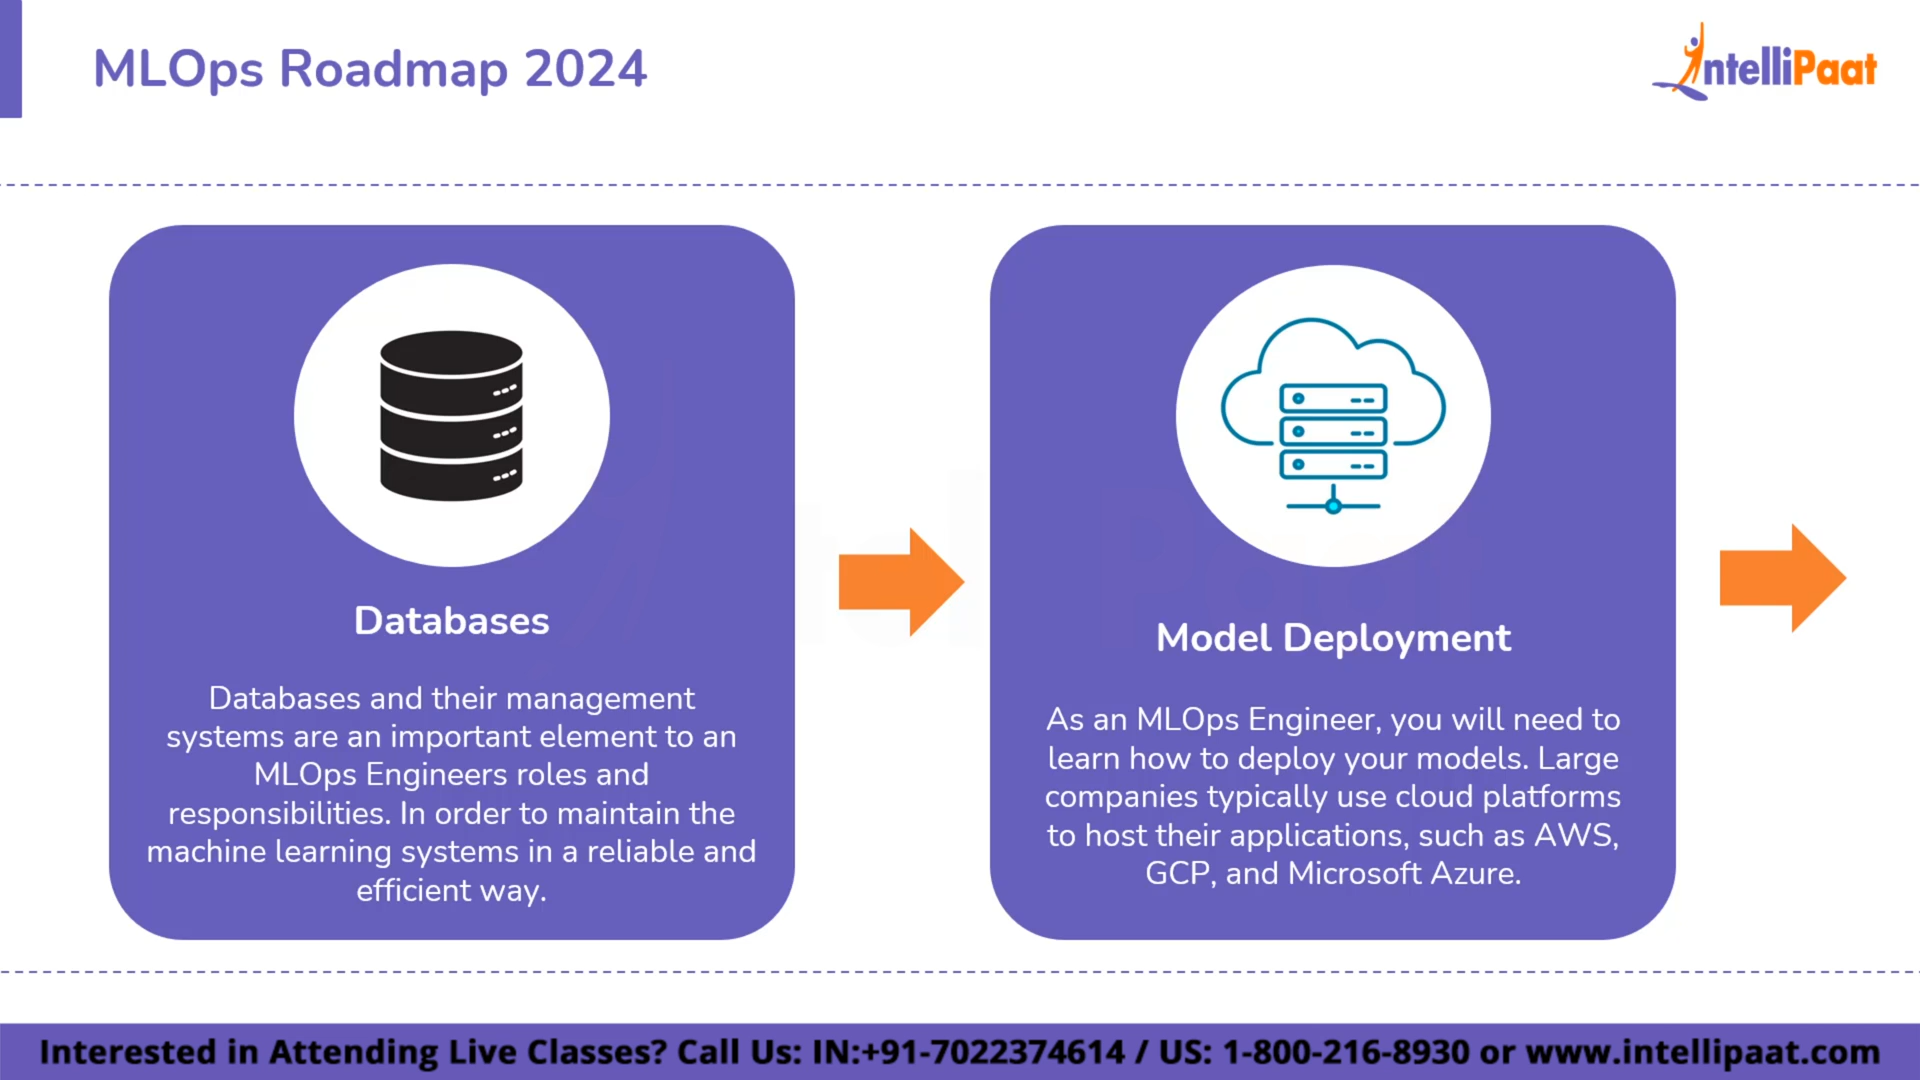 MLOps Roadmap 2024
IntelliPaat
Databases
Databases and their management
systems are an important element to an
MLOps Engineers roles and
responsibilities. In order to maintain the
machine learning systems in a reliable and
efficient way.
Model Deployment
As an MLOps Engineer, you will need to
learn how to deploy your models. Large
companies typically use cloud platforms
to host their applications, such as AWS,
GCP, and Microsoft Azure.
Interested in Attending Live Classes? Call Us: IN:+91-7022374614 / US: 1-800-216-8930 or www.intellipaat.com